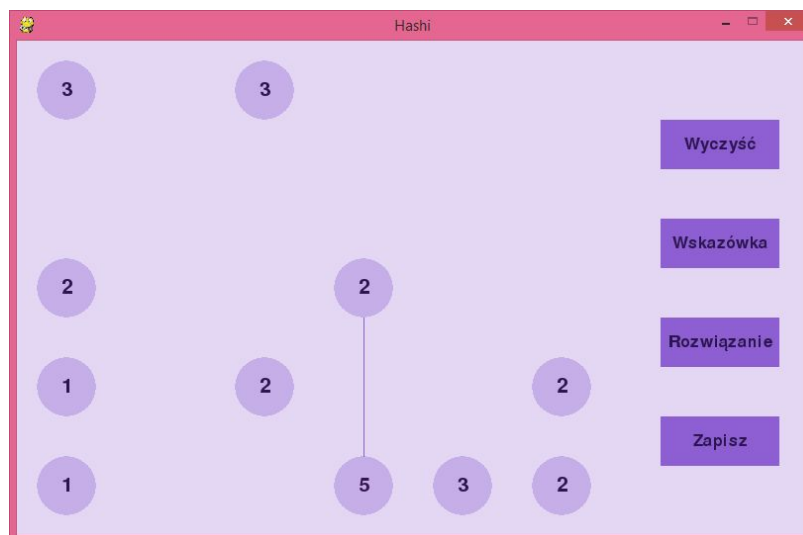 Hashi
3 3
Wyczyść
Wskazówka
2 2
Rozwiązanie
1 2 2
Zapisz
1 5 3 2